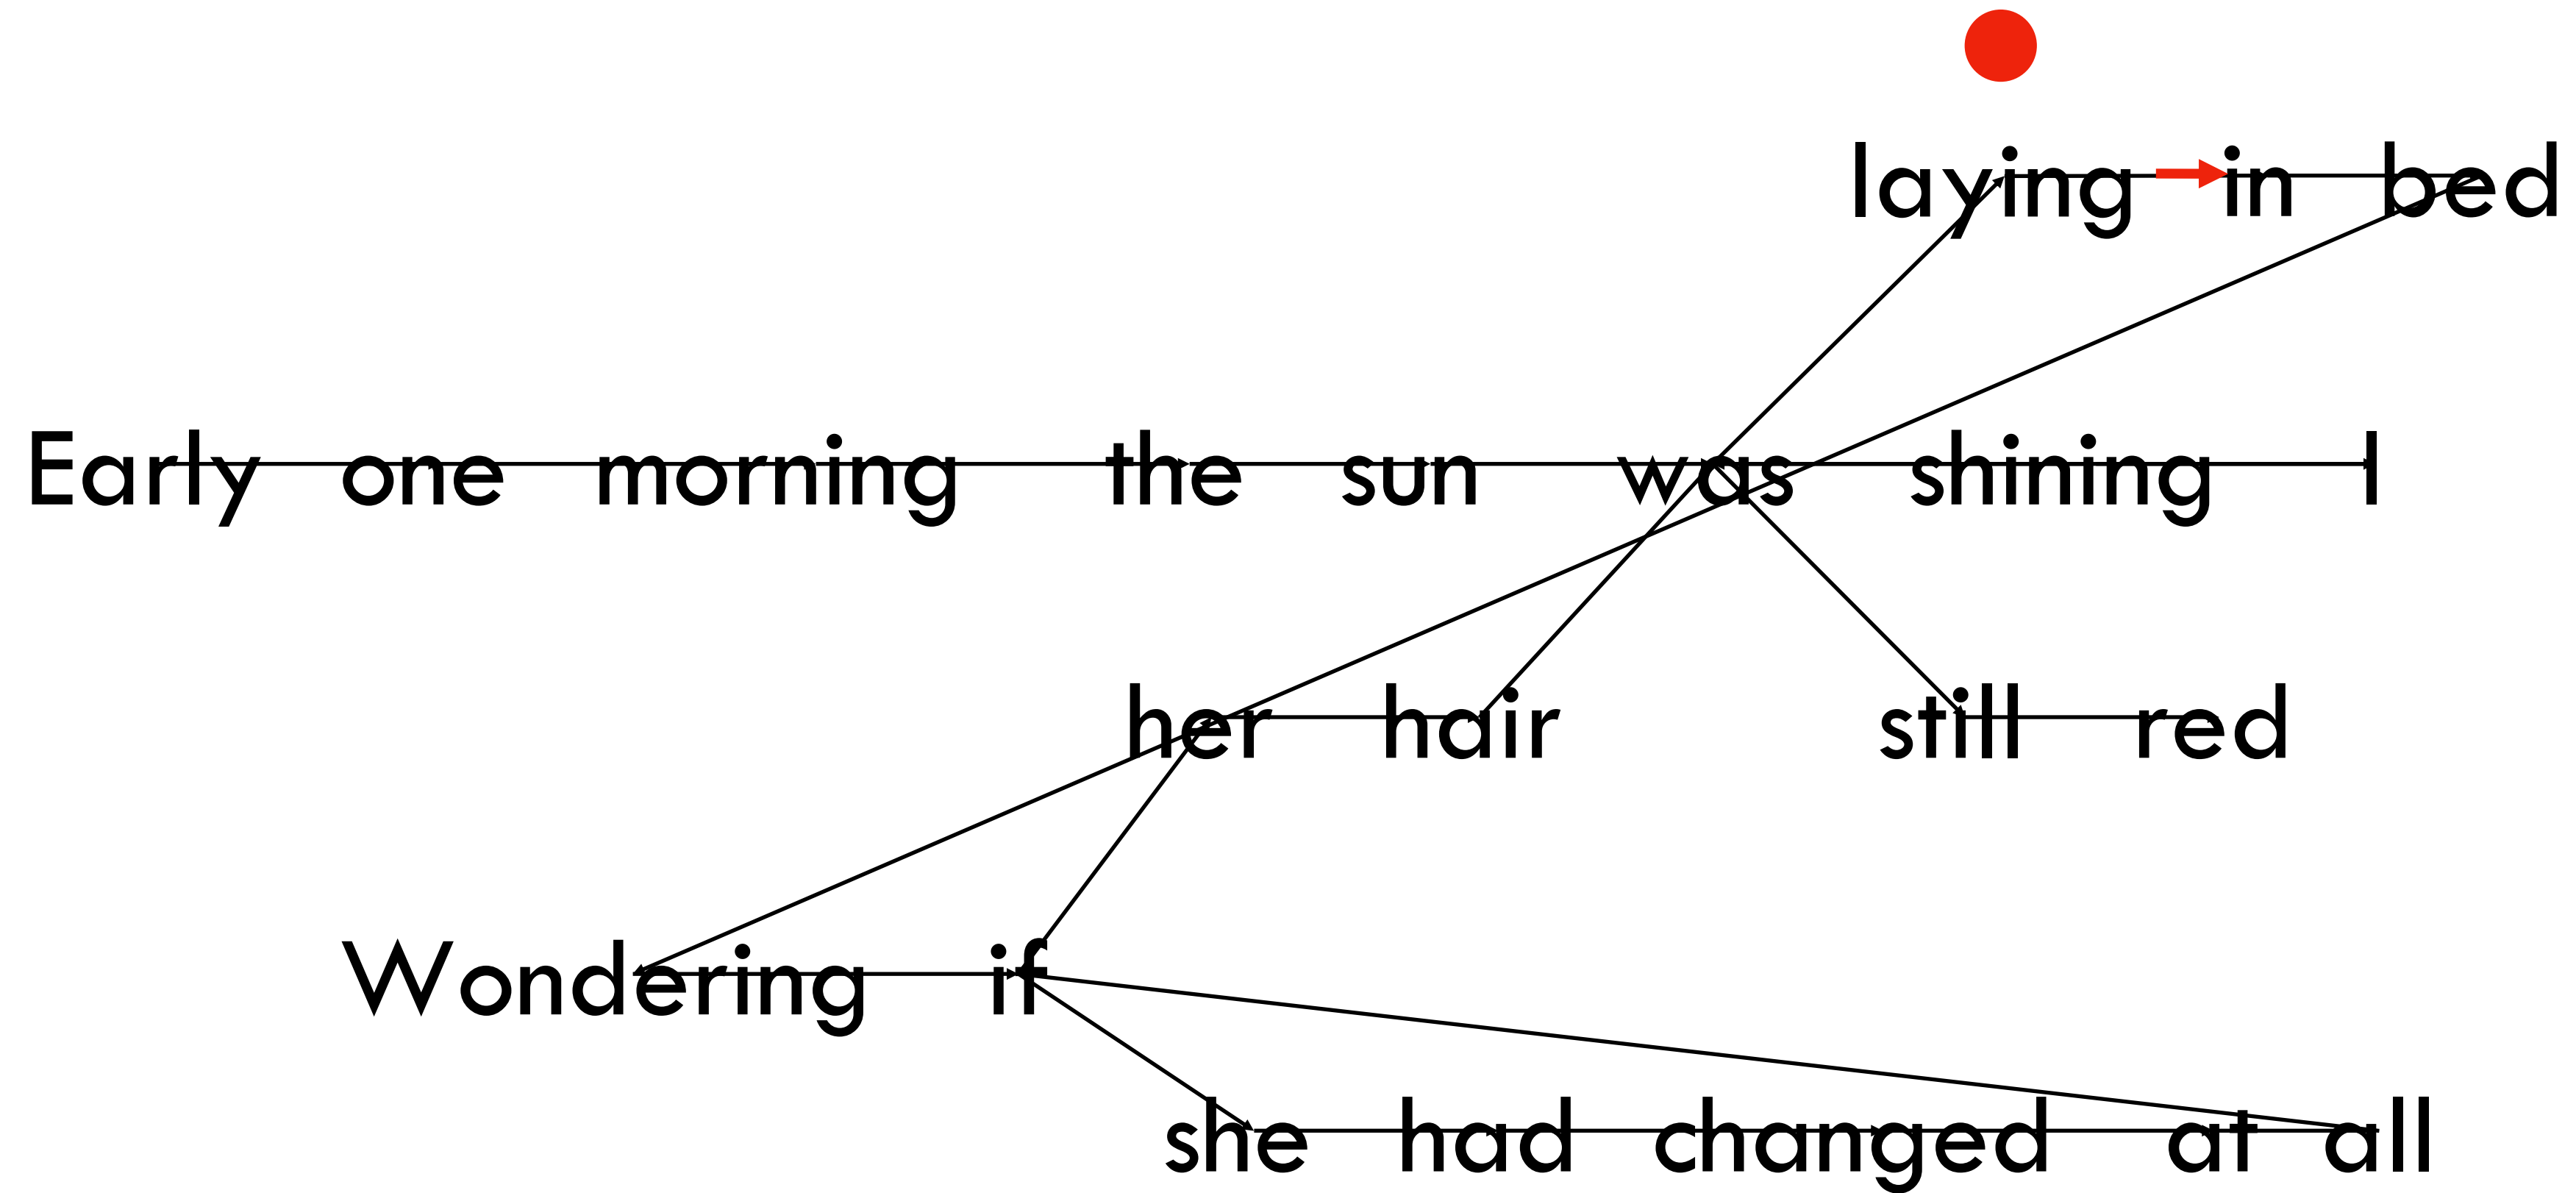 laying in bed
Early one morning the sun was shining I
her hair still red
Wondering if
she had changed at all